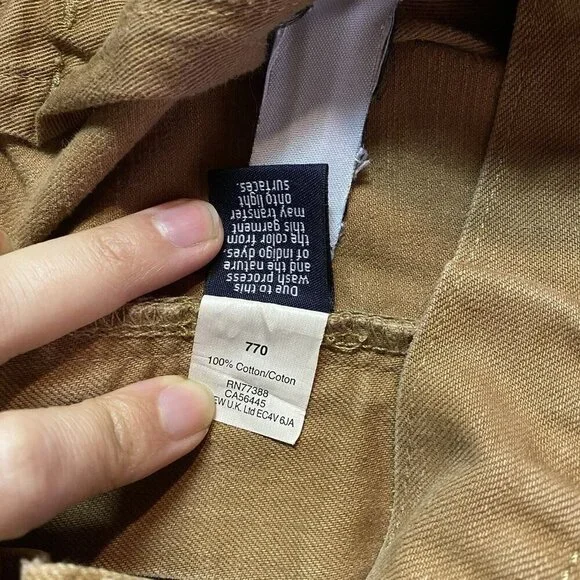 Due to this
wash process
and the nature
of indigo dyes,
the color from
this garment
may transfer
onto light
surfaces.
770
100% Cotton/Coton
RN77388
CA56445
EW U.K. Ltd EC4V 6JA